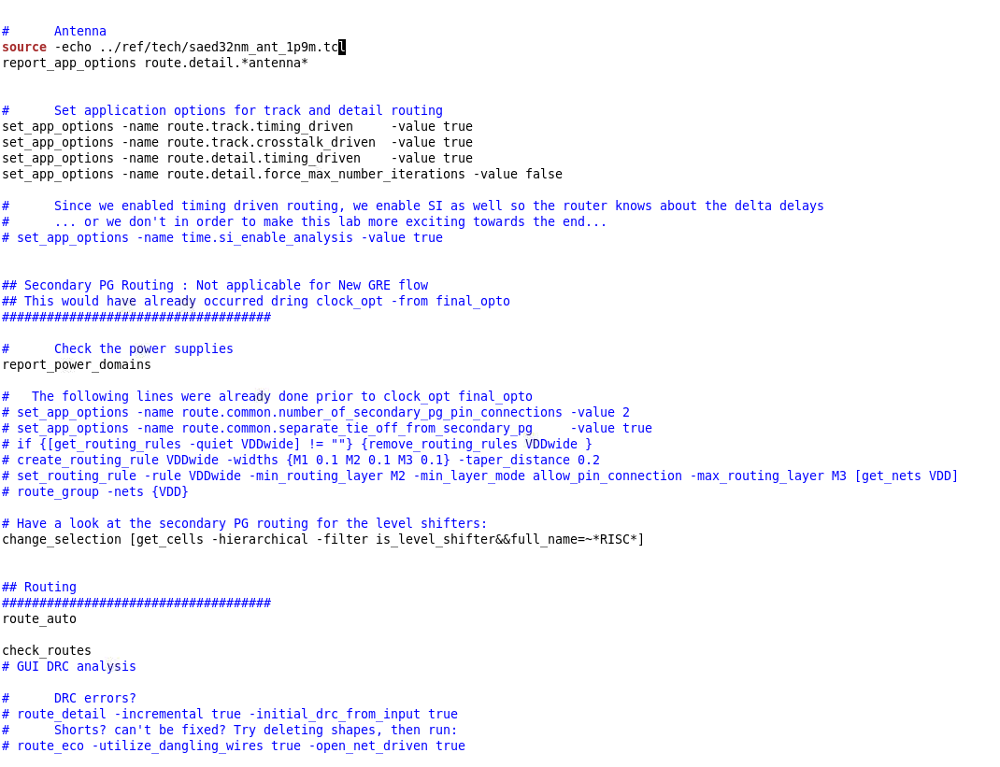 #      Antenna
source -echo ../ref/tech/saed32nm_ant_1p9m.tcl
report_app_options route.detail.*antenna*
#      Set application options for track and detail routing
set_app_options -name route.track.timing_driven     -value true
set_app_options -name route.track.crosstalk_driven  -value true
set_app_options -name route.detail.timing_driven    -value true
set_app_options -name route.detail.force_max_number_iterations -value false
#      Since we enabled timing driven routing, we enable SI as well so the router knows about the delta delays
#      ... or we don't in order to make this lab more exciting towards the end...
# set_app_options -name time.si_enable_analysis -value true
## Secondary PG Routing : Not applicable for New GRE flow
## This would have already occurred dring clock_opt -from final_opto
####################################
#      Check the power supplies
report_power_domains
#   The following lines were already done prior to clock_opt final_opto
# set_app_options -name route.common.number_of_secondary_pg_pin_connections -value 2
# set_app_options -name route.common.separate_tie_off_from_secondary_pg     -value true
# if {[get_routing_rules -quiet VDDwide] != ""} {remove_routing_rules VDDwide }
# create_routing_rule VDDwide -widths {M1 0.1 M2 0.1 M3 0.1} -taper_distance 0.2
# set_routing_rule -rule VDDwide -min_routing_layer M2 -min_layer_mode allow_pin_connection -max_routing_layer M3 [get_nets VDD]
# route_group -nets {VDD}
# Have a look at the secondary PG routing for the level shifters:
change_selection [get_cells -hierarchical -filter is_level_shifter&&full_name=~*RISC*]
## Routing
####################################
route_auto
check_routes
# GUI DRC analysis
#      DRC errors?
# route_detail -incremental true -initial_drc_from_input true
#      Shorts? can't be fixed? Try deleting shapes, then run:
# route_eco -utilize_dangling_wires true -open_net_driven true